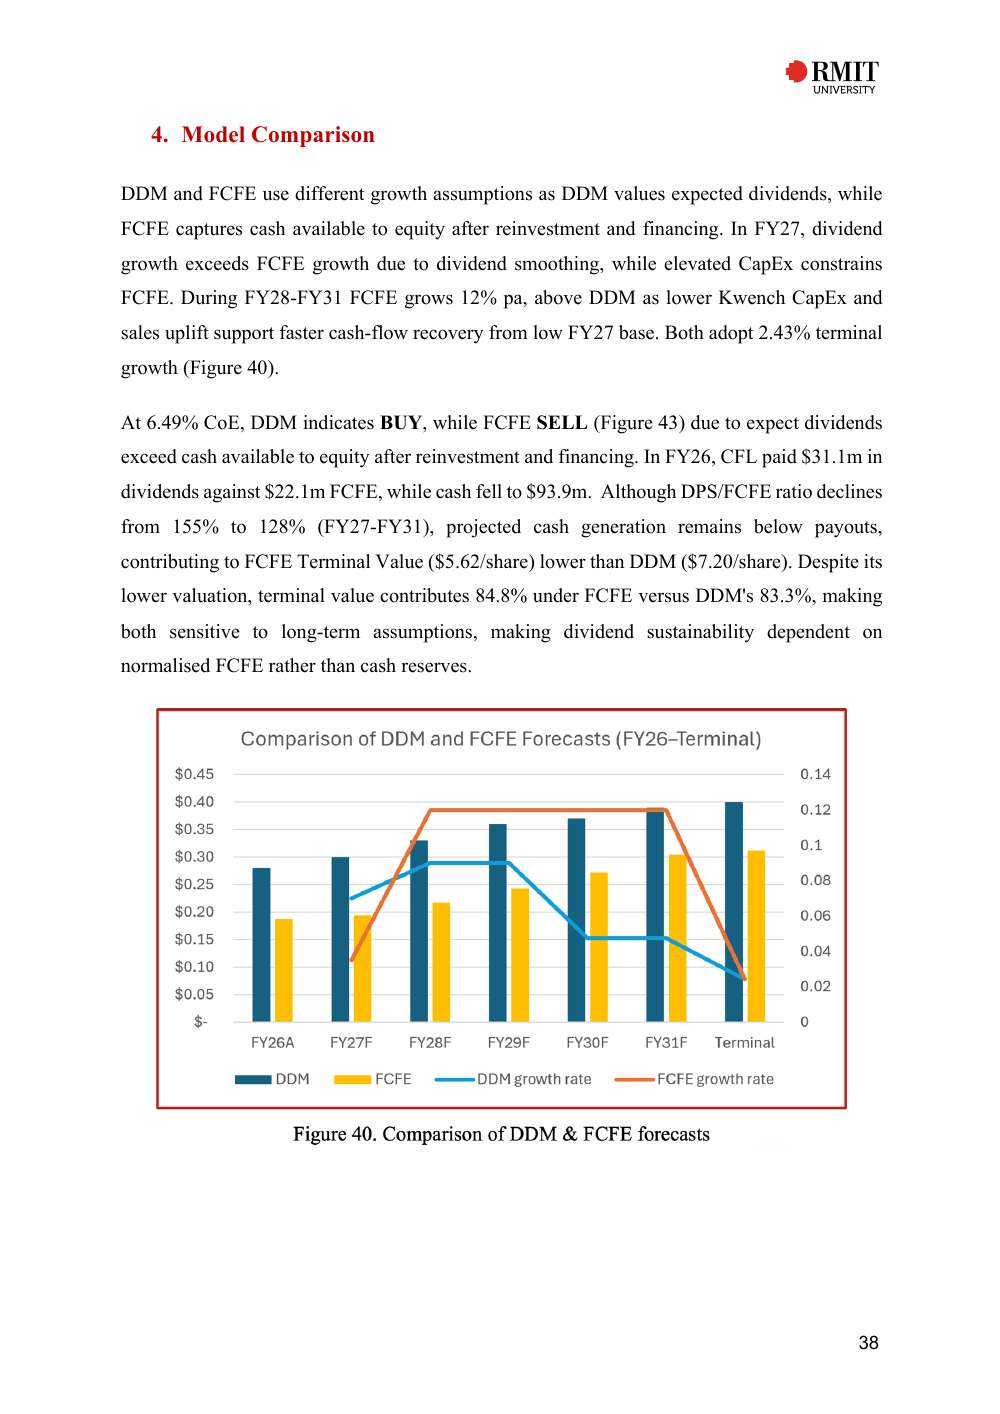 RMIT
UNIVERSITY
4. Model Comparison
DDM and FCFE use different growth assumptions as DDM values expected dividends, while
FCFE captures cash available to equity after reinvestment and financing. In FY27, dividend
growth exceeds FCFE growth due to dividend smoothing, while elevated CapEx constrains
FCFE. During FY28-FY31 FCFE grows 12% pa, above DDM as lower Kwench CapEx and
sales uplift support faster cash-flow recovery from low FY27 base. Both adopt 2.43% terminal
growth (Figure 40).
At 6.49% CoE, DDM indicates BUY, while FCFE SELL (Figure 43) due to expect dividends
exceed cash available to equity after reinvestment and financing. In FY26, CFL paid $31.1m in
dividends against $22.1m FCFE, while cash fell to $93.9m. Although DPS/FCFE ratio declines
from 155% to 128% (FY27-FY31), projected cash generation remains below payouts,
contributing to FCFE Terminal Value ($5.62/share) lower than DDM ($7.20/share). Despite its
lower valuation, terminal value contributes 84.8% under FCFE versus DDM's 83.3%, making
both sensitive to long-term assumptions, making dividend sustainability dependent on
normalised FCFE rather than cash reserves.
Comparison of DDM and FCFE Forecasts (FY26–Terminal)
$0.45 0.14
$0.40 0.12
$0.35 0.1
$0.30 0.08
$0.25 0.06
$0.20 0.04
$0.15 0.02
$0.10 0
$0.05
$-
FY26A FY27F FY28F FY29F FY30F FY31F Terminal
DDM FCFE DDM growth rate FCFE growth rate
Figure 40. Comparison of DDM & FCFE forecasts
38